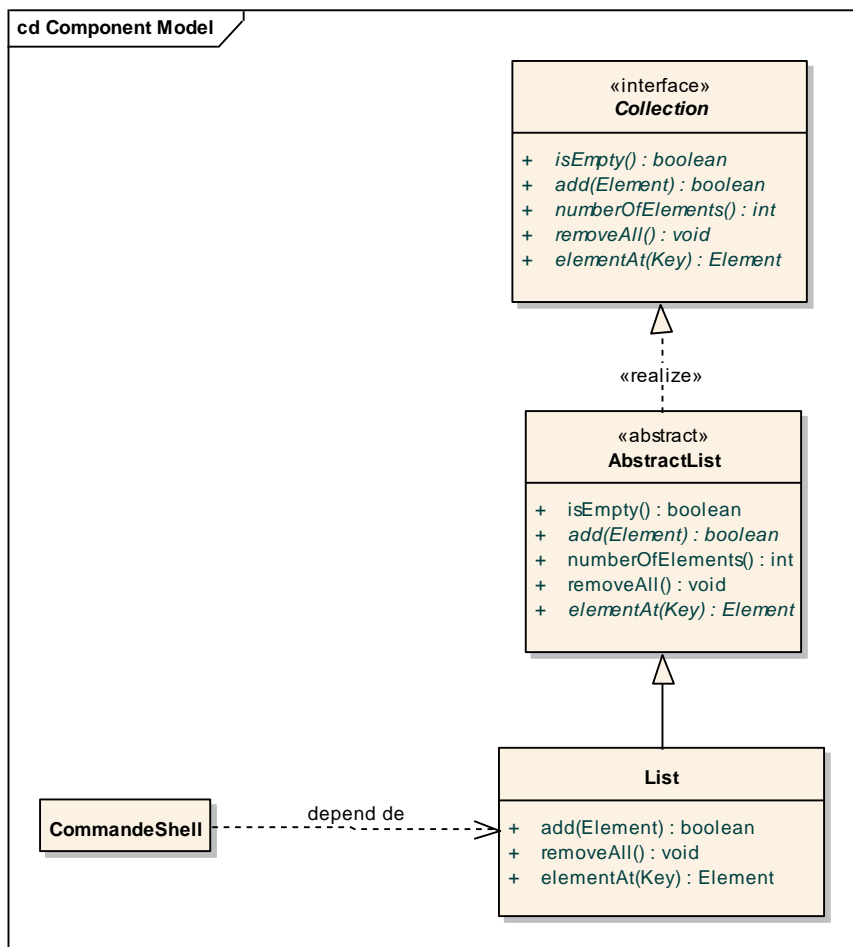 cd Component Model
«interface»
Collection
+ isEmpty() : boolean
+ add(Element) : boolean
+ numberOfElements() : int
+ removeAll() : void
+ elementAt(Key) : Element
«realize»
«abstract»
AbstractList
+ isEmpty() : boolean
+ add(Element) : boolean
+ numberOfElements() : int
+ removeAll() : void
+ elementAt(Key) : Element
List
+ add(Element) : boolean
+ removeAll() : void
+ elementAt(Key) : Element
CommandeShell
depend de